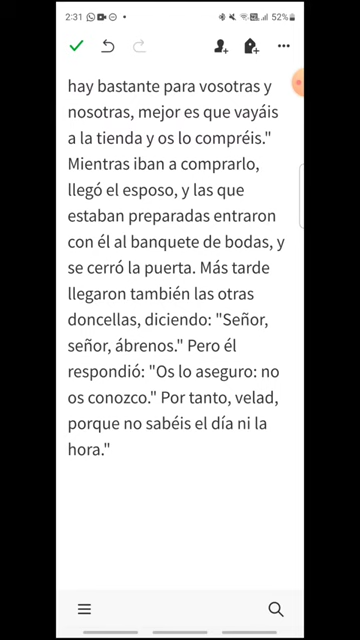 2:31
52%
hay bastante para vosotras y
nosotras, mejor es que vayáis
a la tienda y os lo compréis."
Mientras iban a comprarlo,
llegó el esposo, y las que
estaban preparadas entraron
con él al banquete de bodas, y
se cerró la puerta. Más tarde
llegaron también las otras
doncellas, diciendo: "Señor,
señor, ábrenos." Pero él
respondió: "Os lo aseguro: no
os conozco." Por tanto, velad,
porque no sabéis el día ni la
hora."